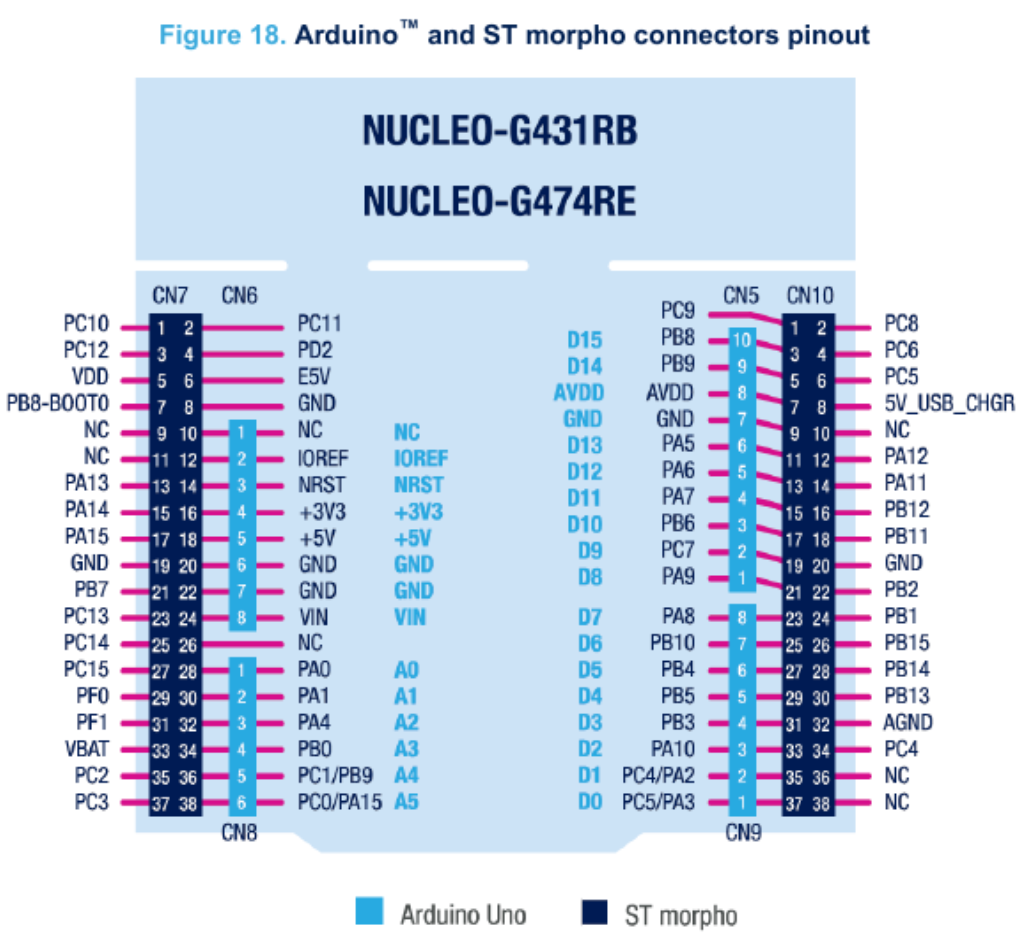 Figure 18. Arduino™ and ST morpho connectors pinout
NUCLEO-G431RB
NUCLEO-G474RE
CN7 CN6 CN5 CN10
PC10 1 2 PC11 PC9 1 2 PC8
PC12 3 4 PD2 D15 PB8 10 3 4 PC6
VDD 5 6 E5V D14 PB9 9 5 6 PC5
PB8-BOOT0 7 8 GND AVDD AVDD 8 7 8 5V_USB_CHGR
NC 9 10 1 NC NC GND GND 7 9 10 NC
NC 11 12 2 IOREF IOREF D13 PA5 6 11 12 PA12
PA13 13 14 3 NRST NRST D12 PA6 5 13 14 PA11
PA14 15 16 4 +3V3 +3V3 D11 PA7 4 15 16 PB12
PA15 17 18 5 +5V +5V D10 PB6 3 17 18 PB11
GND 19 20 6 GND GND D9 PC7 2 19 20 GND
PB7 21 22 7 GND GND D8 PA9 1 21 22 PB2
PC13 23 24 8 VIN VIN D7 PA8 8 23 24 PB1
PC14 25 26 NC D6 PB10 7 25 26 PB15
PC15 27 28 1 PA0 A0 D5 PB4 6 27 28 PB14
PF0 29 30 2 PA1 A1 D4 PB5 5 29 30 PB13
PF1 31 32 3 PA4 A2 D3 PB3 4 31 32 AGND
VBAT 33 34 4 PB0 A3 D2 PA10 3 33 34 PC4
PC2 35 36 5 PC1/PB9 A4 D1 PC4/PA2 2 35 36 NC
PC3 37 38 6 PC0/PA15 A5 D0 PC5/PA3 1 37 38 NC
CN8 CN9
Arduino Uno ST morpho